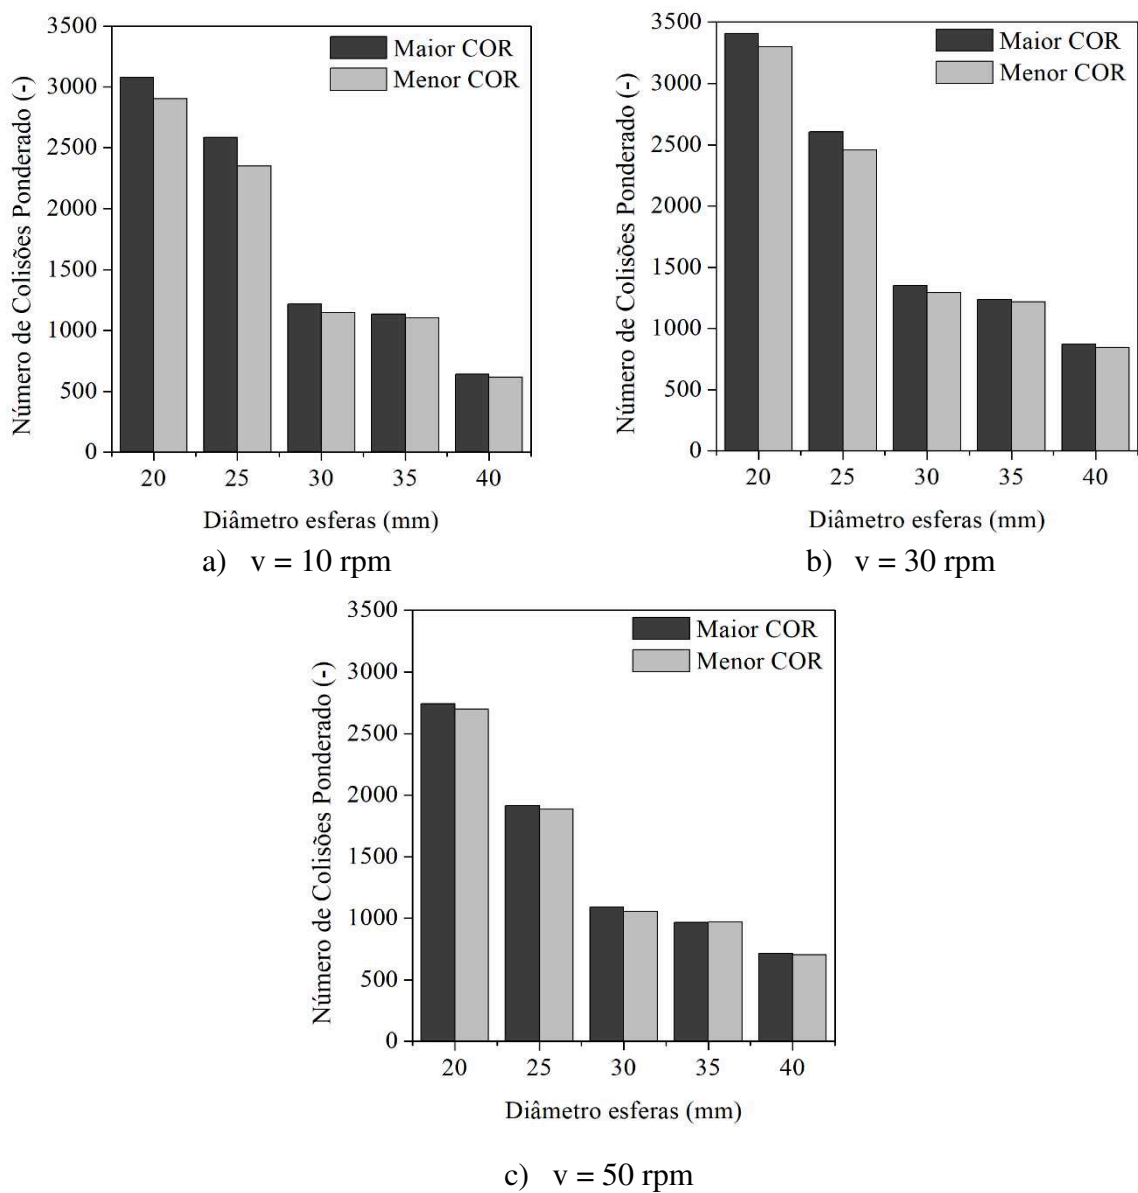 3500
3000
2500
2000
1500
1000
500
0
Número de Colisões Ponderado (-)
Maior COR
Menor COR
20 25 30 35 40
Diâmetro esferas (mm)
a) v = 10 rpm
3500
3000
2500
2000
1500
1000
500
0
Número de Colisões Ponderado (-)
Maior COR
Menor COR
20 25 30 35 40
Diâmetro esferas (mm)
b) v = 30 rpm
3500
3000
2500
2000
1500
1000
500
0
Número de Colisões Ponderado (-)
Maior COR
Menor COR
20 25 30 35 40
Diâmetro esferas (mm)
c) v = 50 rpm